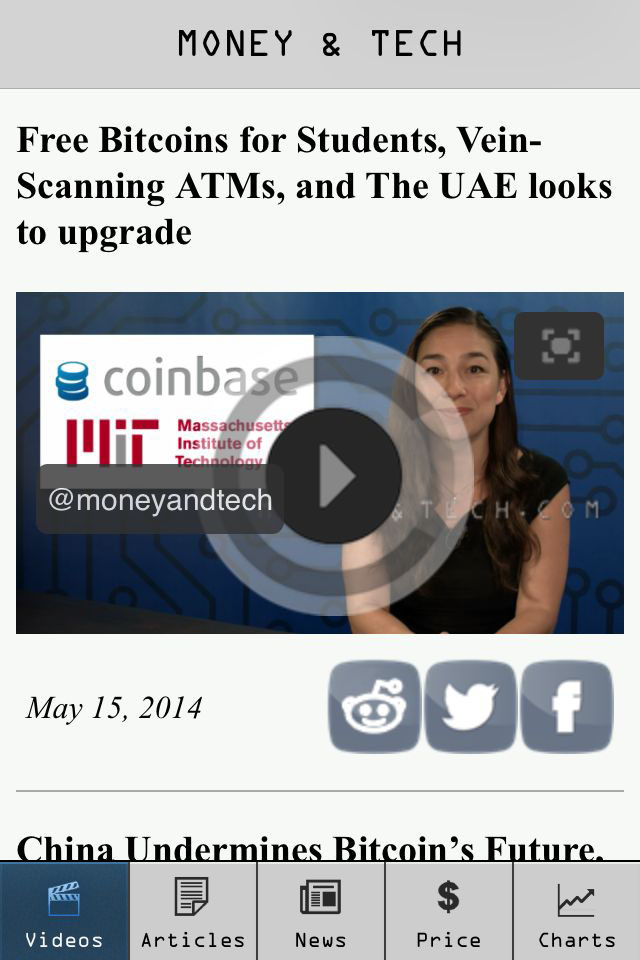 MONEY & TECH
Free Bitcoins for Students, Vein-
Scanning ATMs, and The UAE looks
to upgrade
coinbase
MIT
Massachusetts
Institute of
Technology
@moneyandtech
& TECH.COM
May 15, 2014
China Undermines Bitcoin’s Future,
Videos
Articles
News
Price
Charts